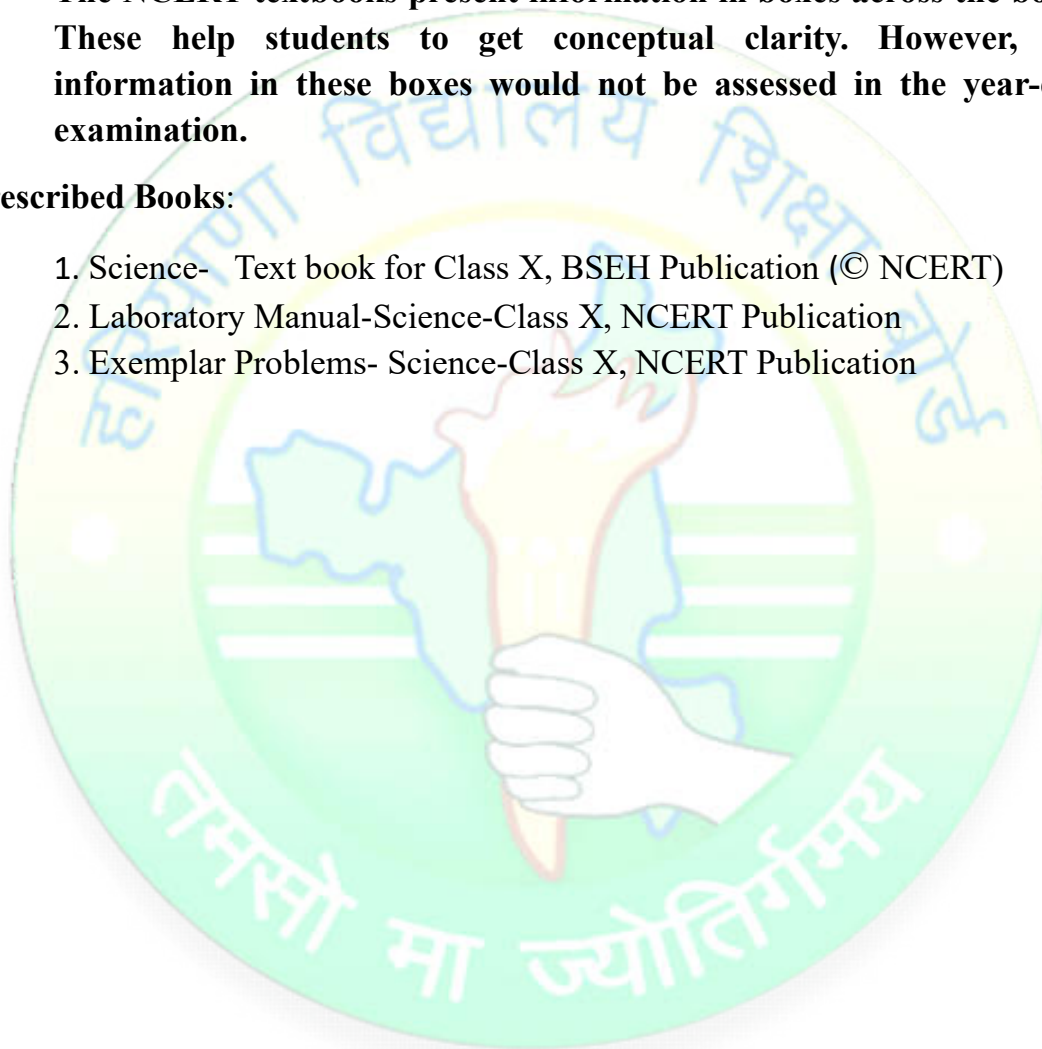 The NCERT textbooks present information in boxes across the
These help students to get conceptual clarity. However,
information in these boxes would not be assessed in the
examination.
Prescribed Books:
1. Science- Text book for Class X, BSEH Publication (© NCERT)
2. Laboratory Manual-Science-Class X, NCERT Publication
3. Exemplar Problems- Science-Class X, NCERT Publication
हरियाणा विद्यालय शिक्षा बोर्ड
तमसो मा ज्योतिर्गमय